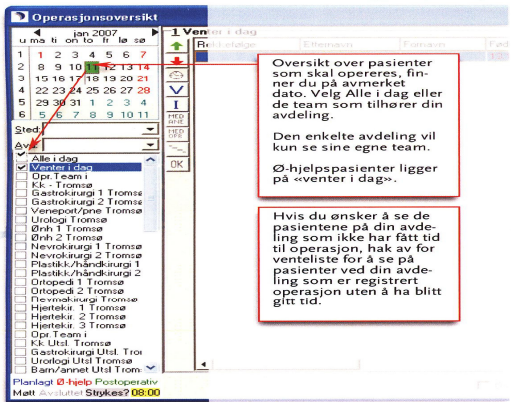 Operasjonsoversikt
jan 2007
u ma ti on to fr lø sø
1 1 2 3 4 5 6 7
2 8 9 10 11 12 13 14
3 15 16 17 18 19 20 21
4 22 23 24 25 26 27 28
5 29 30 31 1 2 3 4
6 5 6 7 8 9 10 11
Sted:
Avd
Alle i dag
Venter i dag
Opr.Team i
Kk - Tromsø
Gastrokirurgi 1 Tromsø
Gastrokirurgi 2 Tromsø
Veneport/pne Tromsø
Urologi Tromsø
Ønh 1 Tromsø
Ønh 2 Tromsø
Nevrokirurgi 1 Tromsø
Nevrokirurgi 2 Tromsø
Plastikk/håndkirurgi 1
Plastikk/håndkirurgi 2
Ortopedi 1 Tromsø
Ortopedi 2 Tromsø
Øevmakirurgi Tromsø
Hjertekir. 1 Tromsø
Hjertekir. 2 Tromsø
Hjertekir. 3 Tromsø
Opr.Team i
Kk Utsl. Tromsø
Gastrokirurgi Utsl. Tro
Urorlogi Utsl Tromsø
Barn/annet Utsl Trom
Planlagt Ø-hjelp Postoperativ
Møtt Avsluttet Strykes? 08:00
MED
ANE
MED
OPR
OK
1 Venter i dag
Rekkefølge Etternavn Fornavn Fød
Oversikt over pasienter
som skal opereres, fin-
ner du på avmerket
dato. Velg Alle i dag eller
de team som tilhører din
avdeling.
Den enkelte avdeling vil
kun se sine egne team.
Ø-hjelpspasienter ligger
på «venter i dag».
Hvis du ønsker å se de
pasientene på din avde-
ling som ikke har fått tid
til operasjon, hak av for
venteliste for å se på
pasienter ved din avde-
ling som er registrert
operasjon uten å ha blitt
gitt tid.